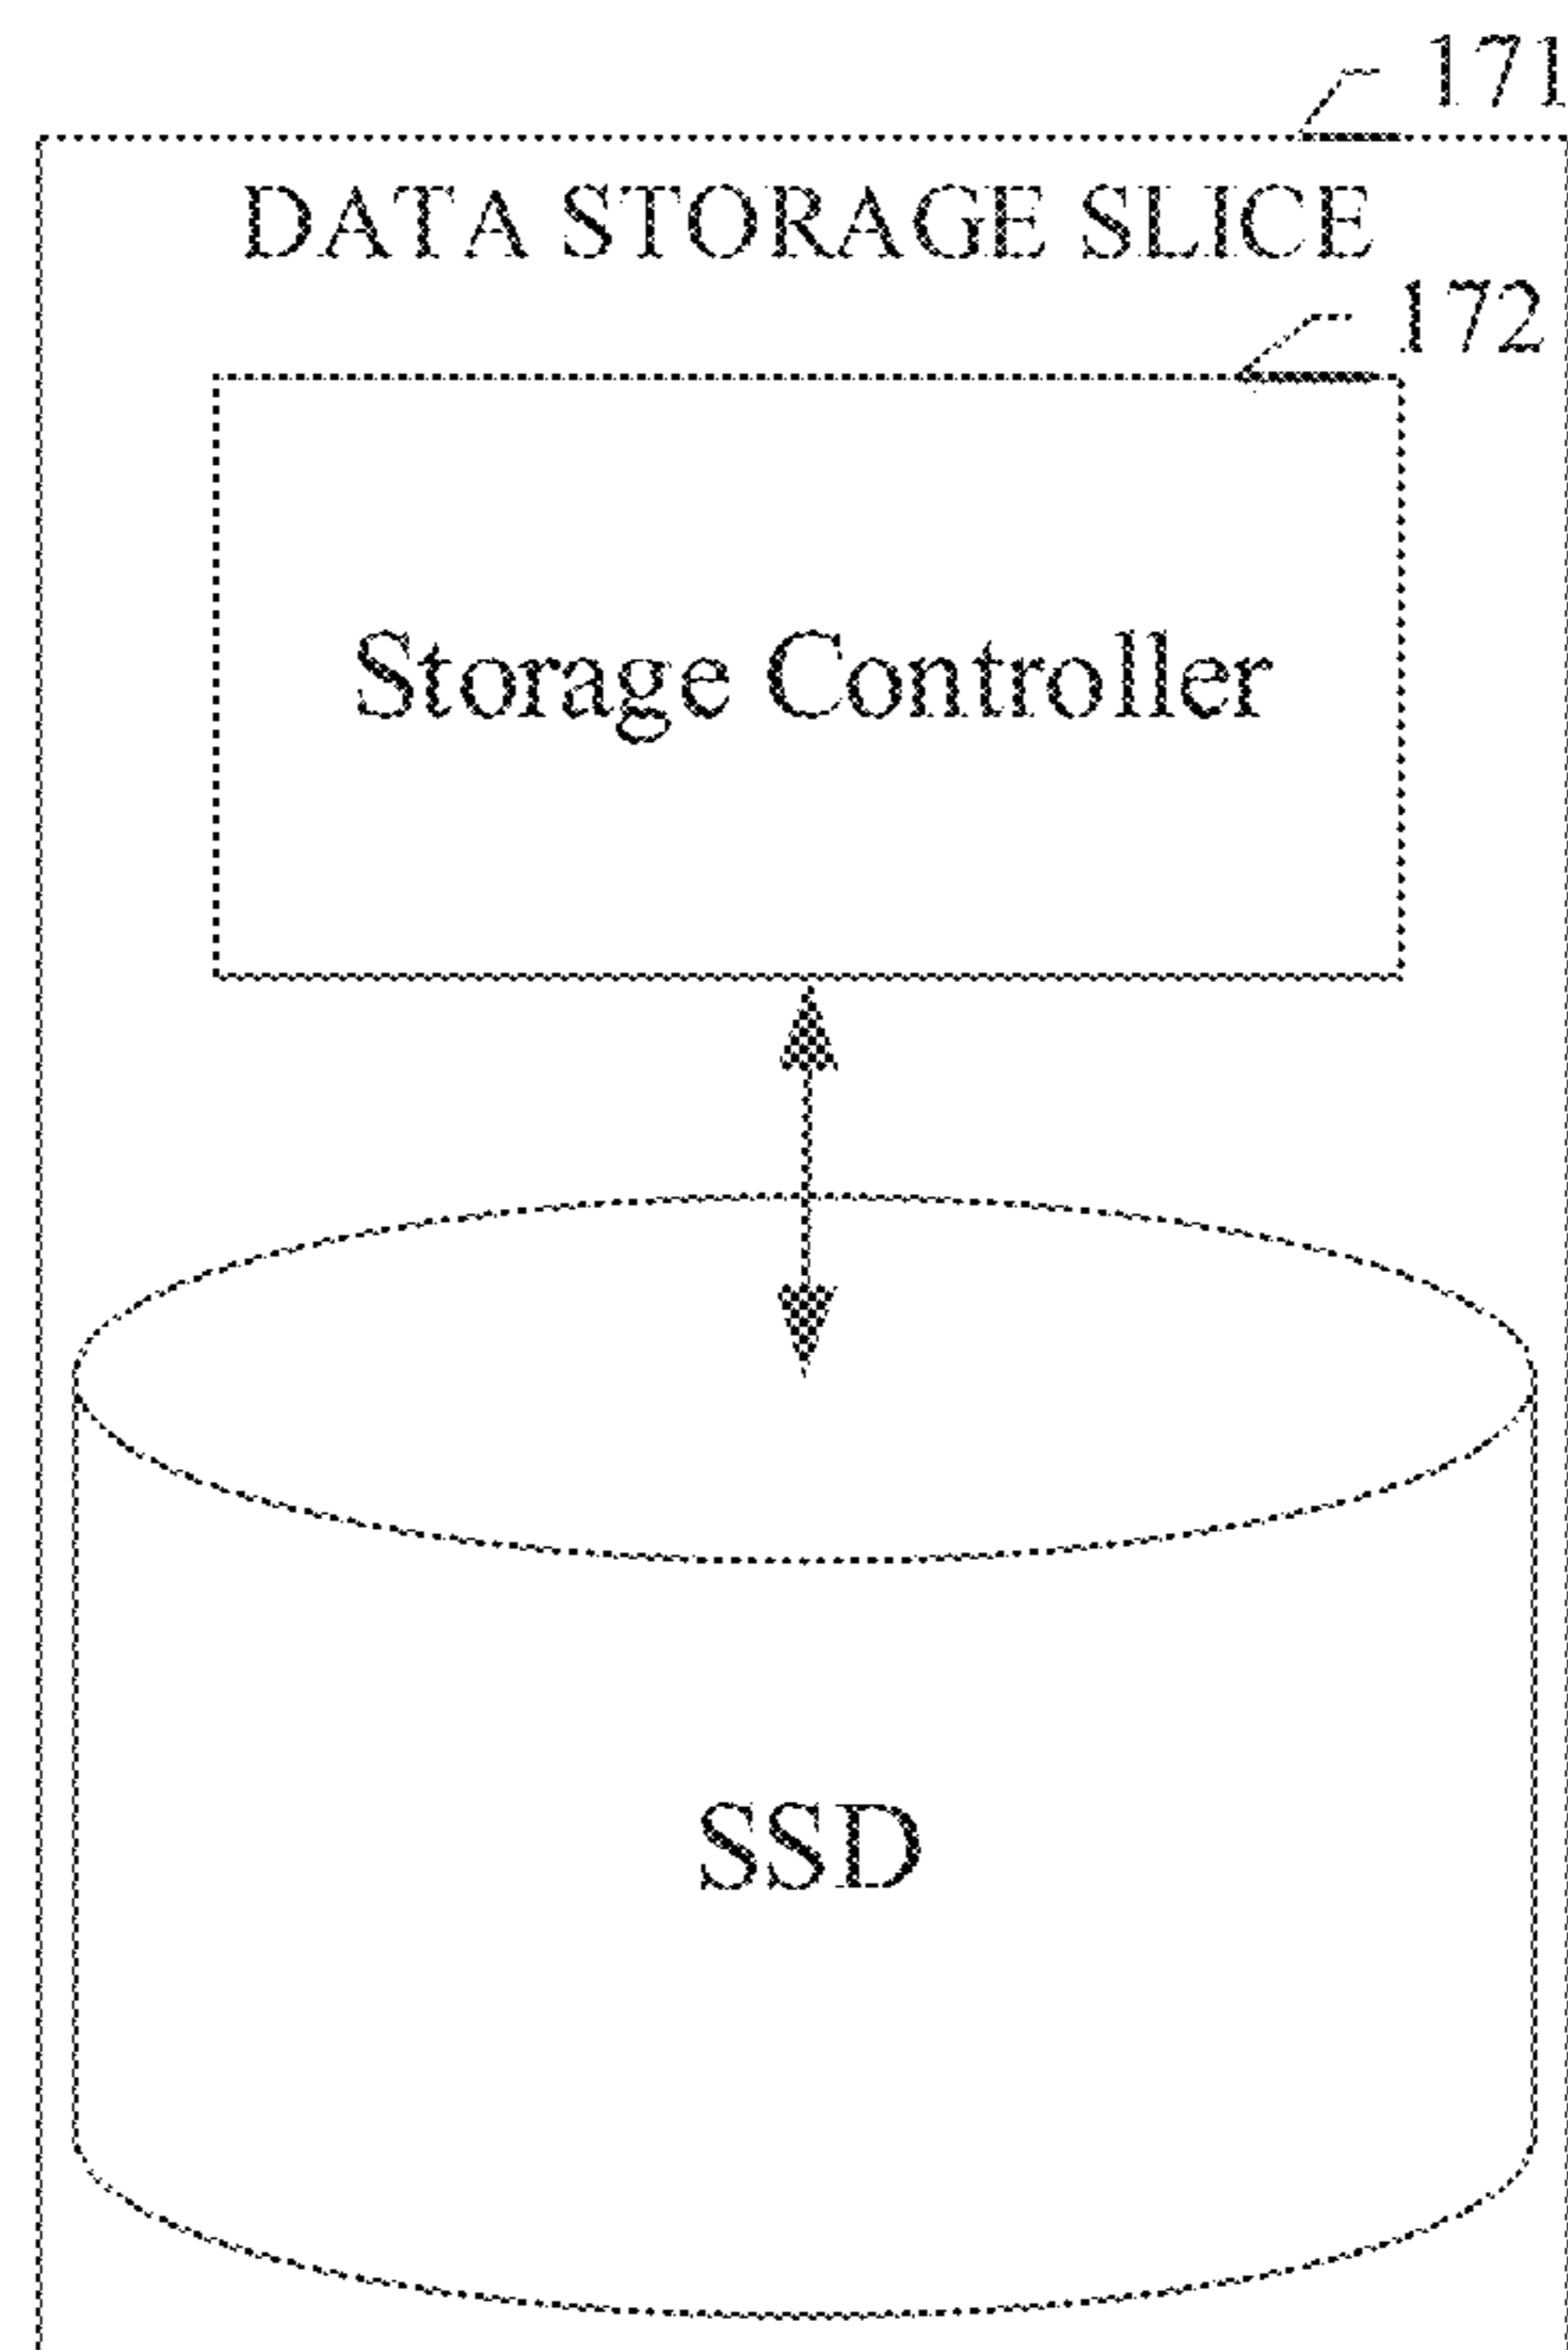 171
DATA STORAGE SLICE
172
Storage Controller
SSD